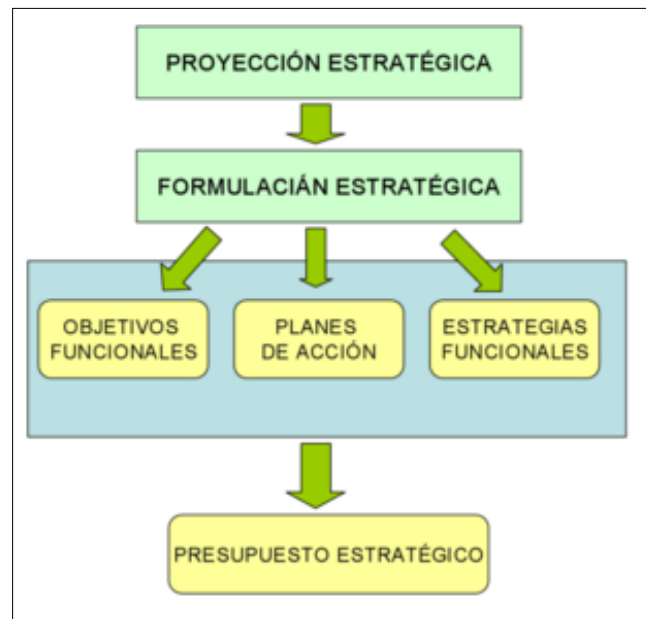 PROYECCIÓN ESTRATÉGICA
FORMULACIÁN ESTRATÉGICA
OBJETIVOS
FUNCIONALES
PLANES
DE ACCIÓN
ESTRATEGIAS
FUNCIONALES
PRESUPUESTO ESTRATÉGICO